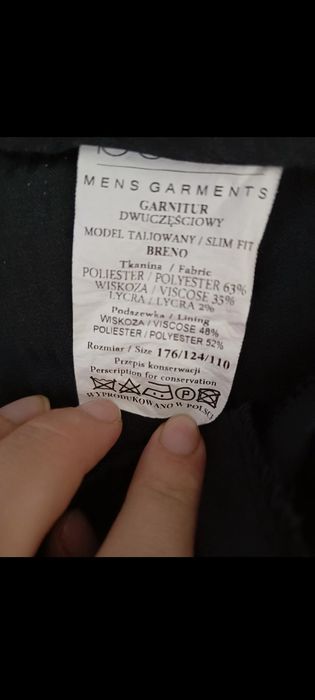 MENS GARMENTS
GARNITUR
DWUCZĘŚCIOWY
MODEL TALIOWANY / SLIM FIT
BRENO
Tkanina / Fabric
POLIESTER / POLYESTER 63%
WISKOZA / VISCOSE 35%
LYCRA / LYCRA 2%
Podszewka / Lining
WISKOZA / VISCOSE 48%
POLIESTER / POLYESTER 52%
Rozmiar / Size 176/124/110
Przepis konserwacji
Perscription for conservation
P
WYPRODUKOWANO W POLSCE